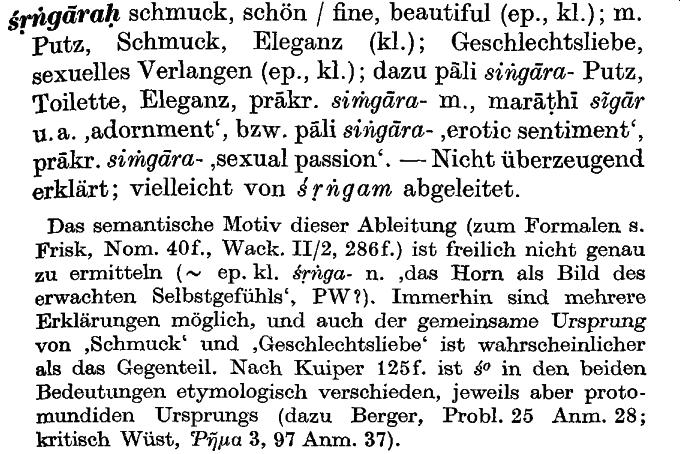 śṛṅgāraḥ schmuck, schön / fine, beautiful (ep., kl.); m.
Putz, Schmuck, Eleganz (kl.); Geschlechtsliebe,
sexuelles Verlangen (ep., kl.); dazu pāli siṅgāra- Putz,
Toilette, Eleganz, prākr. siṁgāra- m., marāṭhī sı̃̄gār
u. a. ‚adornment‘, bzw. pāli siṅgāra- ‚erotic sentiment‘,
prākr. siṁgāra- ‚sexual passion‘. — Nicht überzeugend
erklärt; vielleicht von śṛṅgam abgeleitet.
Das semantische Motiv dieser Ableitung (zum Formalen s.
Frisk, Nom. 40f., Wack. II/2, 286f.) ist freilich nicht genau
zu ermitteln (~ ep. kl. śṛṅga- n. ‚das Horn als Bild des
erwachten Selbstgefühls‘, PW?). Immerhin sind mehrere
Erklärungen möglich, und auch der gemeinsame Ursprung
von ‚Schmuck‘ und ‚Geschlechtsliebe‘ ist wahrscheinlicher
als das Gegenteil. Nach Kuiper 125f. ist ś° in den beiden
Bedeutungen etymologisch verschieden, jeweils aber proto-
mundiden Ursprungs (dazu Berger, Probl. 25 Anm. 28;
kritisch Wüst, Ῥῆμα 3, 97 Anm. 37).